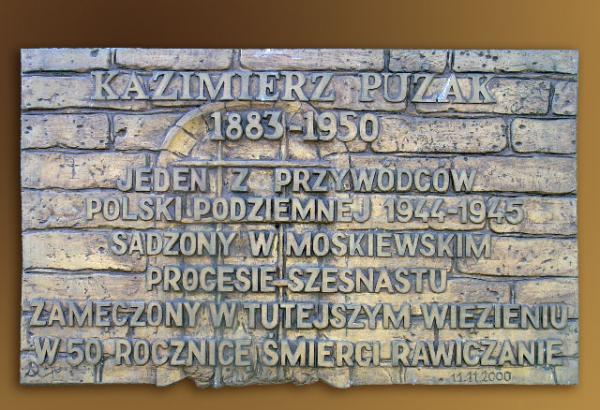 KAZIMIERZ PUŻAK
1883-1950
JEDEN Z PRZYWÓDCÓW
POLSKI PODZIEMNEJ 1944-1945
SĄDZONY W MOSKIEWSKIM
PROCESIE SZESNASTU
ZAMĘCZONY W TUTEJSZYM WIĘZIENIU
W 50 ROCZNICĘ ŚMIERCI RAWICZANIE
11.11.2000